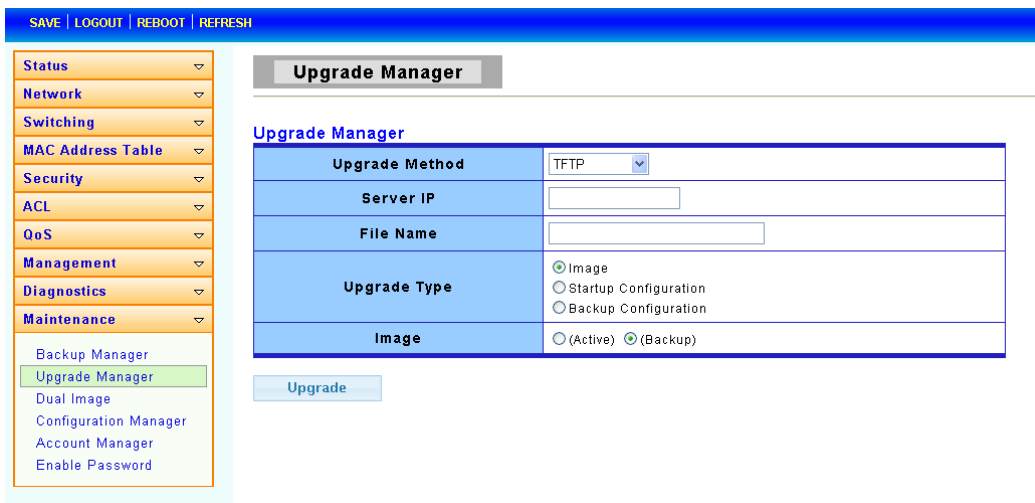 SAVE | LOGOUT | REBOOT | REFRESH
Status
Network
Switching
MAC Address Table
Security
ACL
QoS
Management
Diagnostics
Maintenance
Backup Manager
Upgrade Manager
Dual Image
Configuration Manager
Account Manager
Enable Password
Upgrade Manager
Upgrade Manager
Upgrade Method TFTP
Server IP
File Name
Upgrade Type
Image
Startup Configuration
Backup Configuration
Image (Active) (Backup)
Upgrade